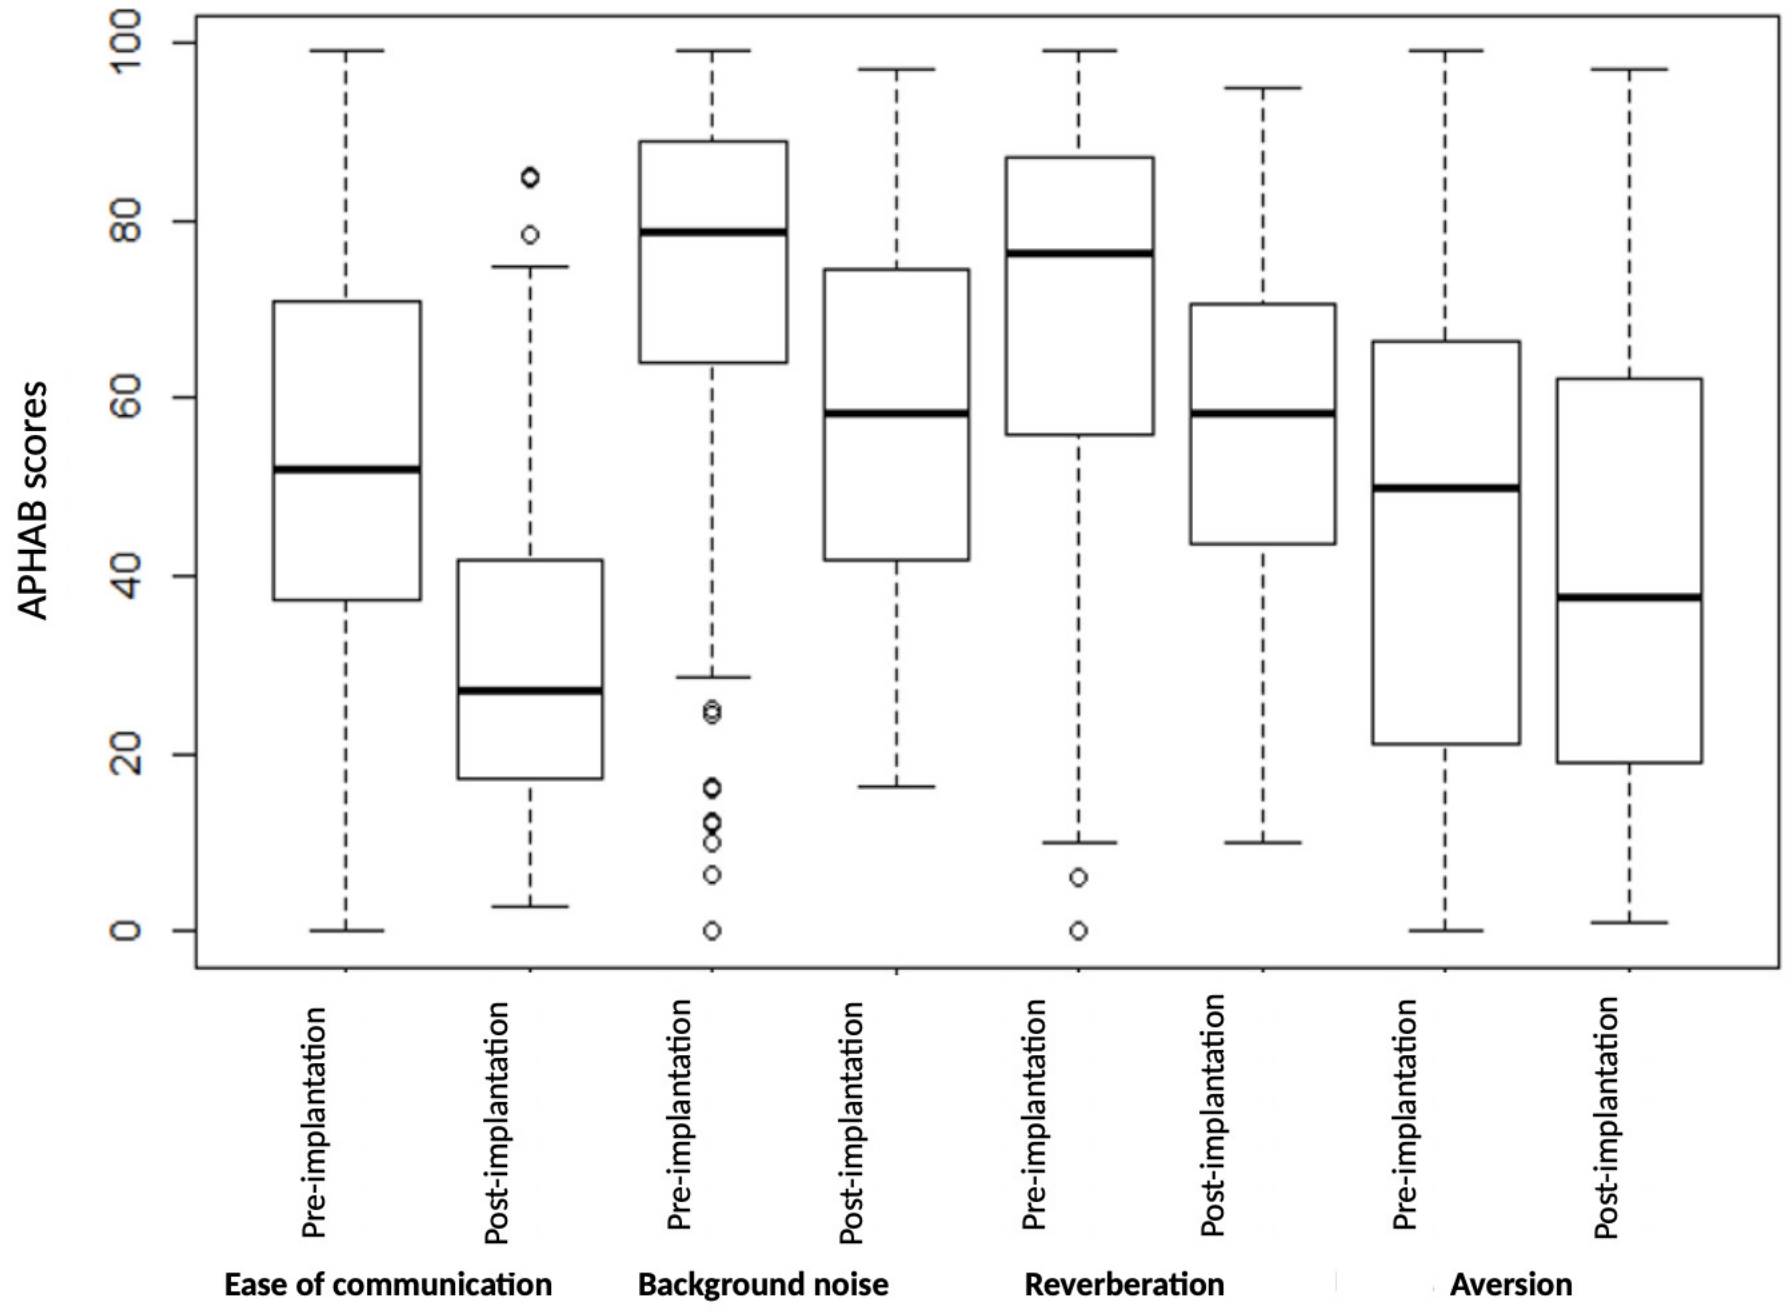 APHAB scores
100
80
60
40
20
0
Pre-implantation
Post-implantation
Pre-implantation
Post-implantation
Pre-implantation
Post-implantation
Pre-implantation
Post-implantation
Ease of communication
Background noise
Reverberation
Aversion